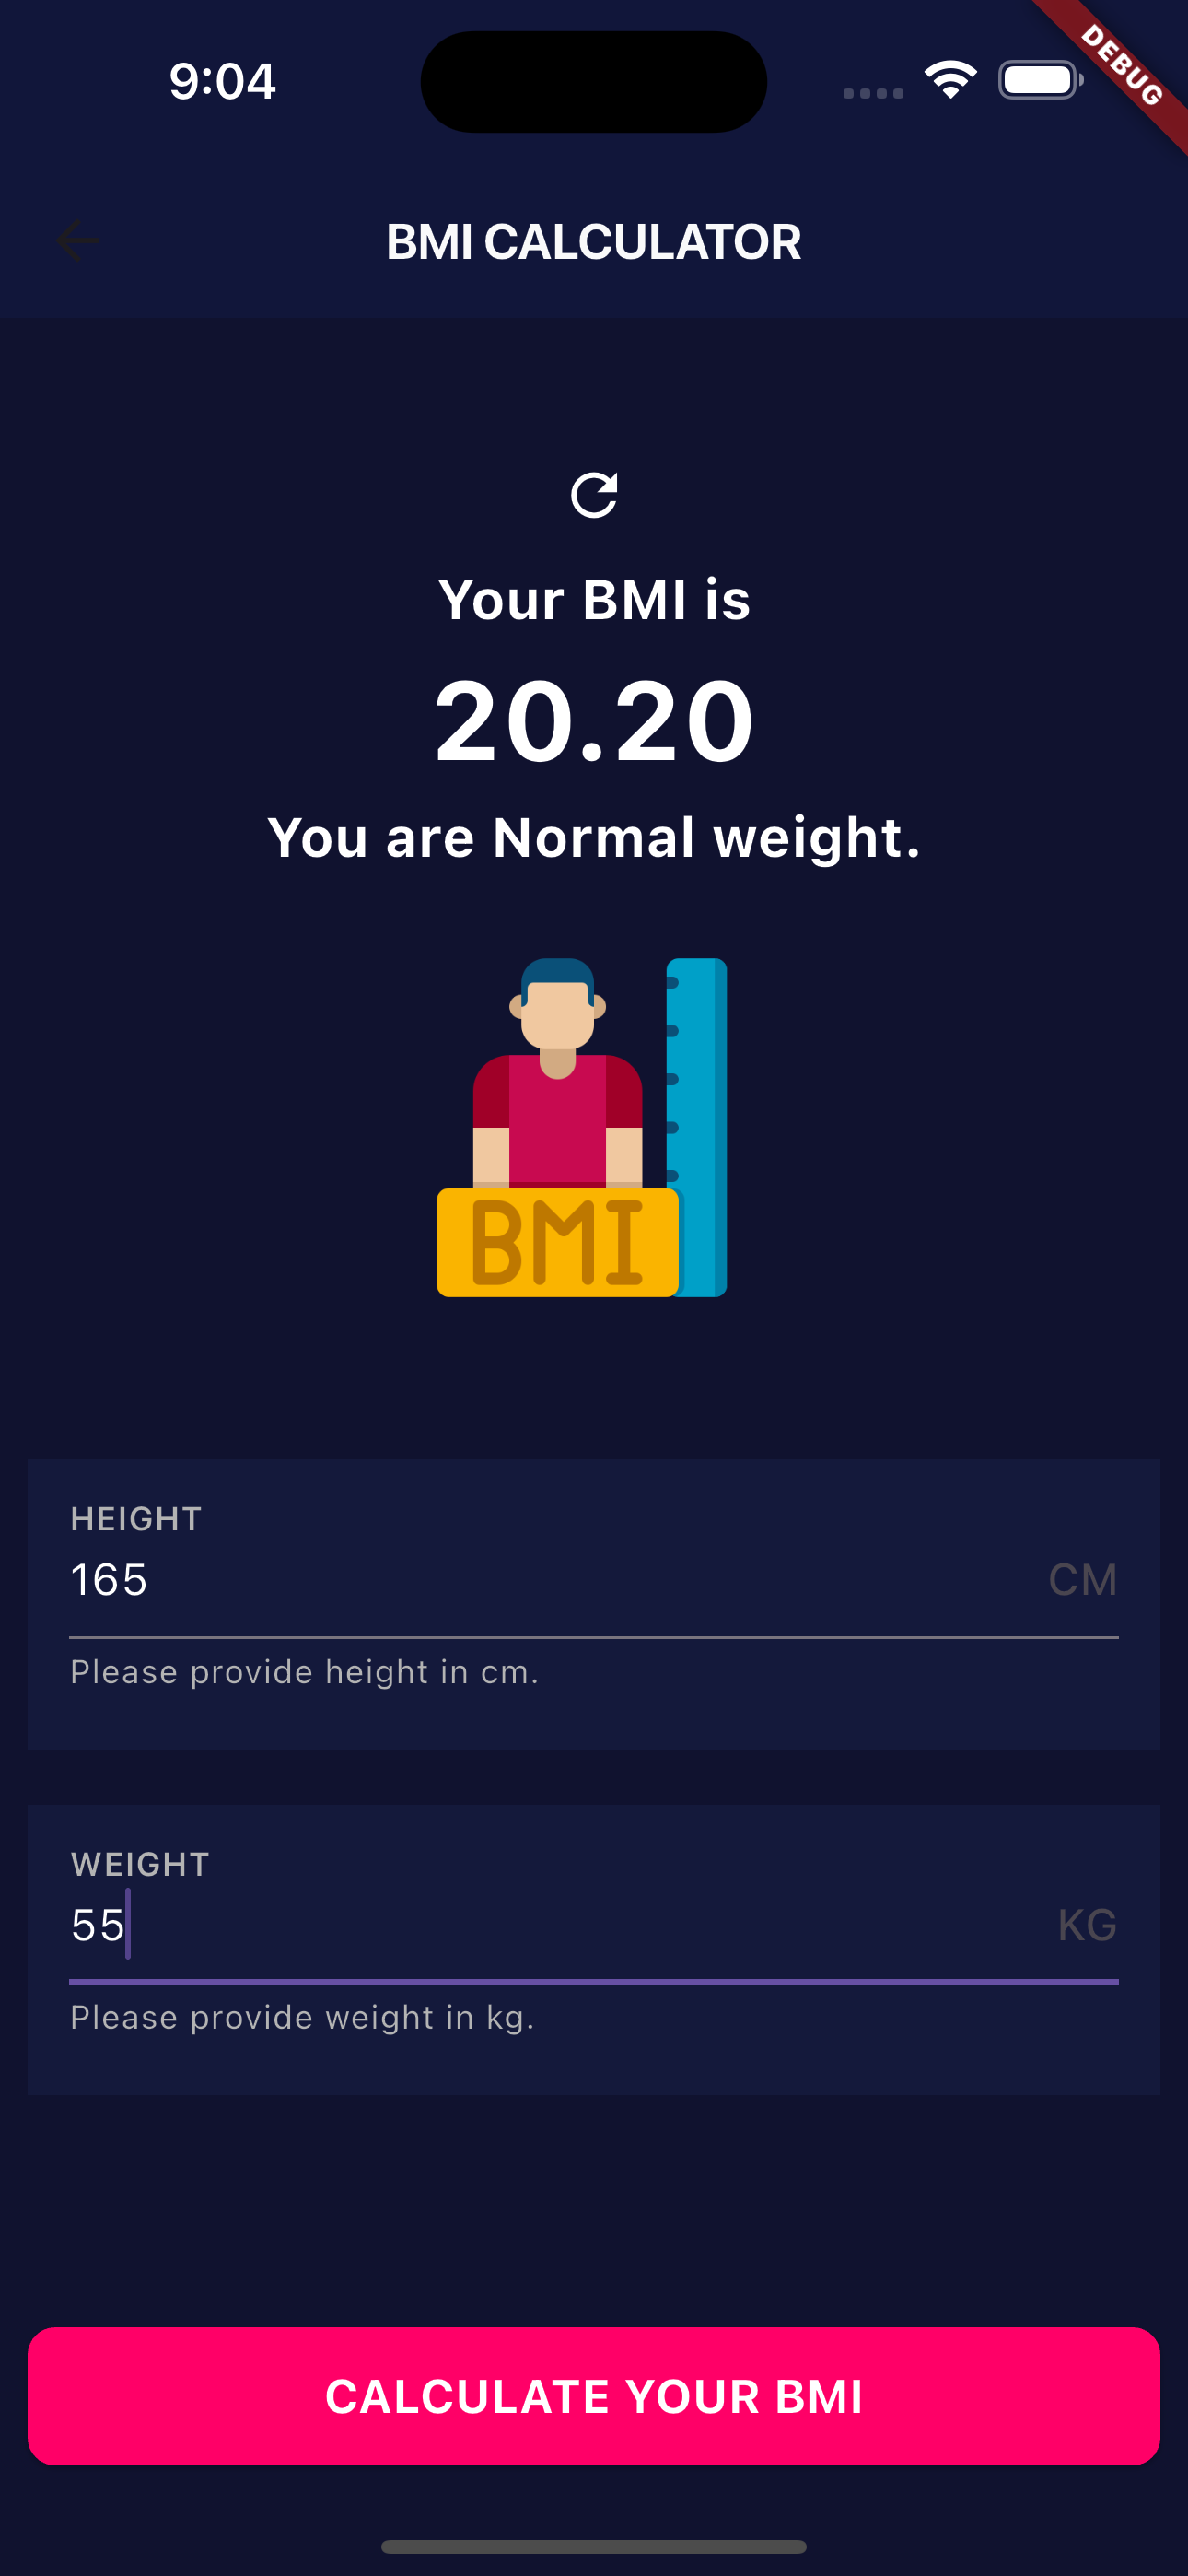 9:04
DEBUG
BMI CALCULATOR
Your BMI is
20.20
You are Normal weight.
BMI
HEIGHT
165 CM
Please provide height in cm.
WEIGHT
55 KG
Please provide weight in kg.
CALCULATE YOUR BMI